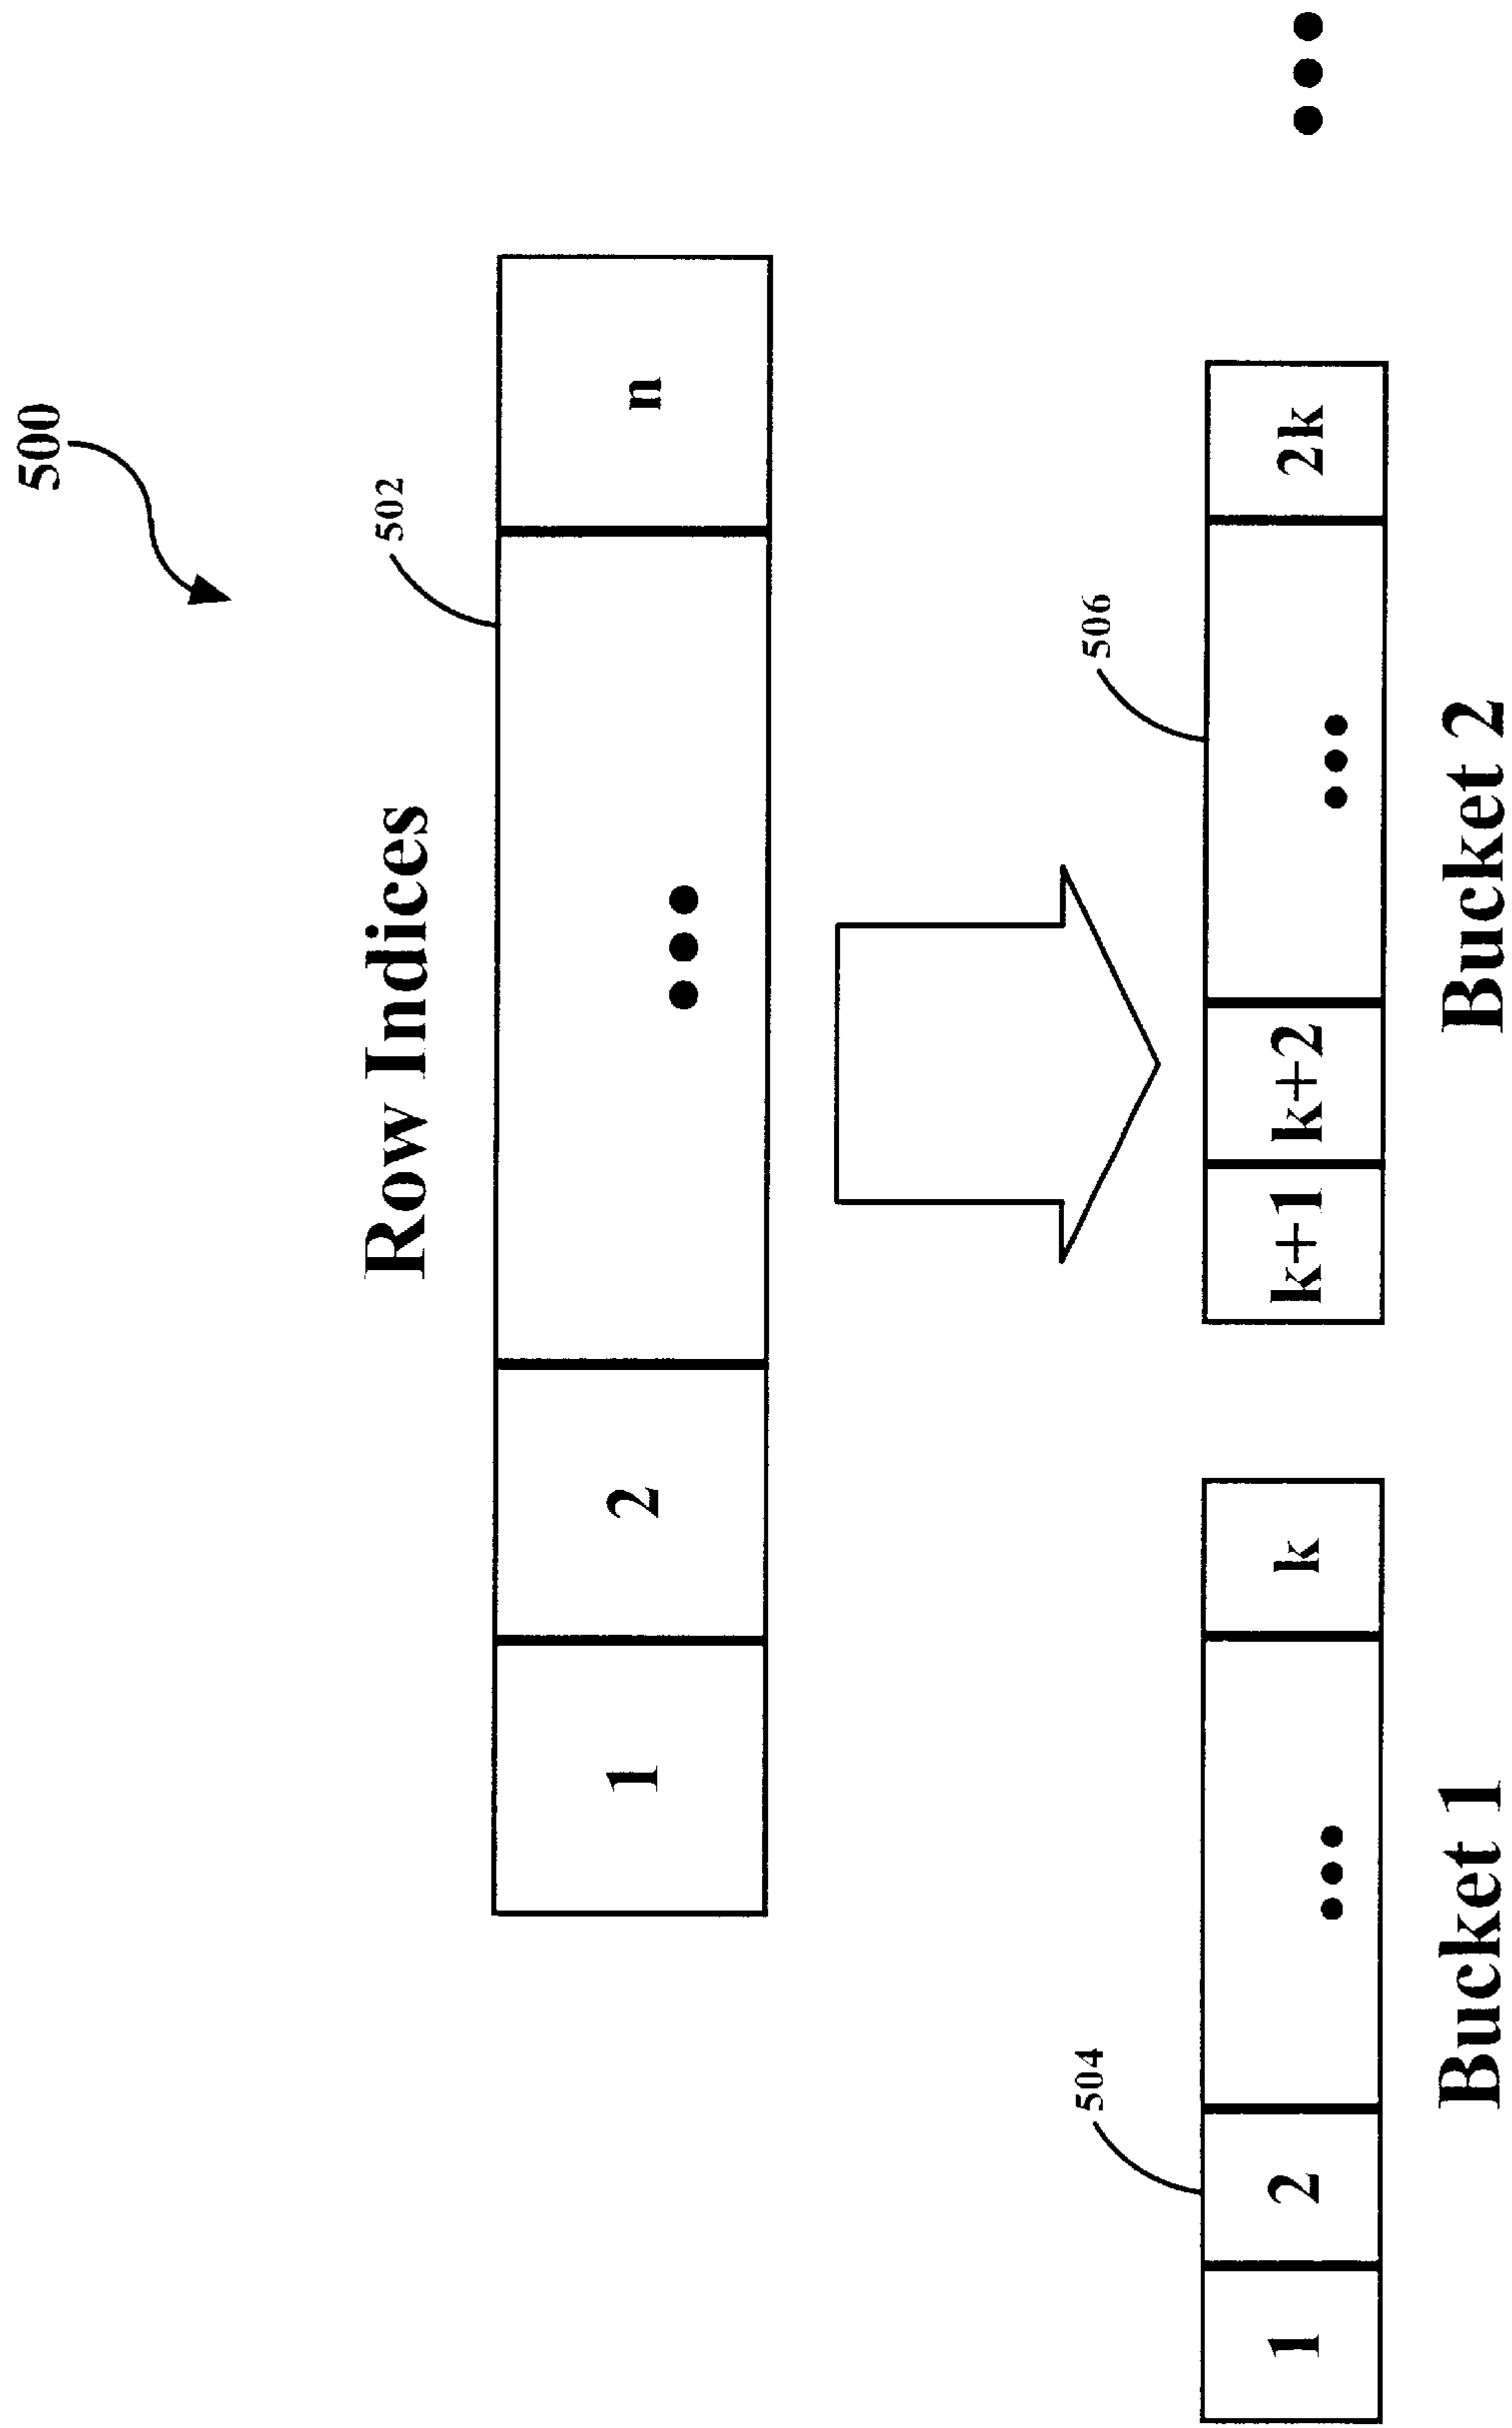 500
Row Indices
502
1 2 ••• n
504
506
1 2 ••• k
k+1 k+2 ••• 2k
•••
Bucket 1
Bucket 2